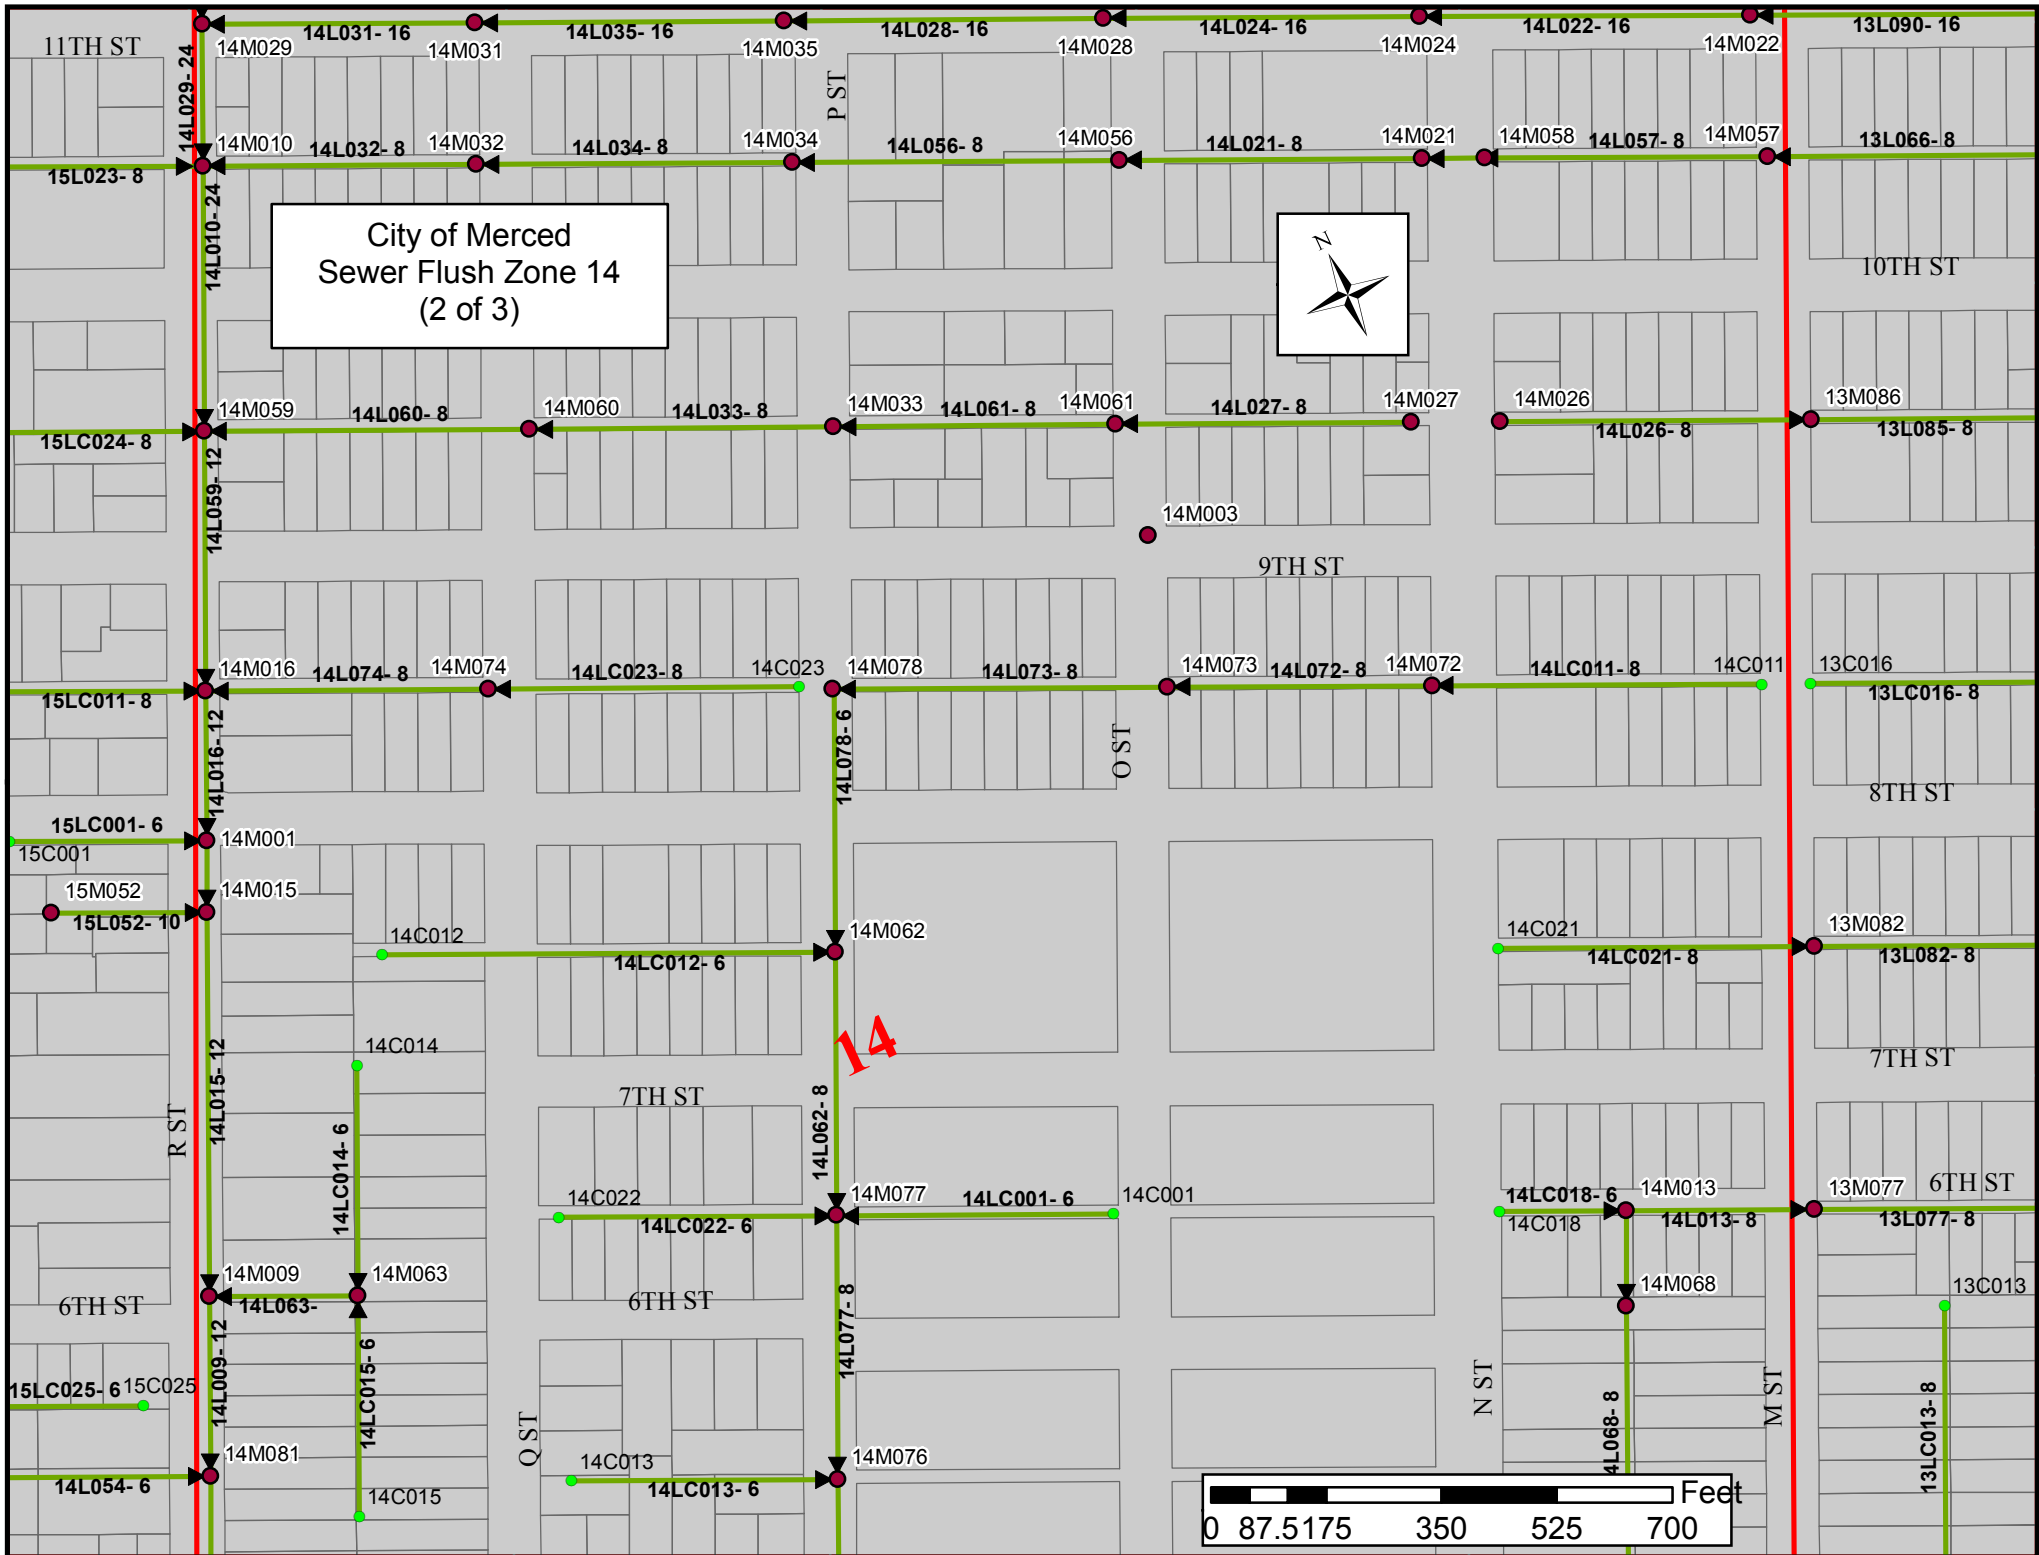 14L031- 16
14L035- 16
14L028- 16
14L024- 16
14L022- 16
13L090- 16
11TH ST
14M029
14M031
14M035
14M028
14M024
14M022
14L029- 24
P ST
14M010
14L032- 8
14M032
14L034- 8
14M034
14L056- 8
14M056
14L021- 8
14M021
14M058
14L057- 8
14M057
13L066- 8
15L023- 8
14L010- 24
City of Merced
Sewer Flush Zone 14
(2 of 3)
N
10TH ST
14M059
14L060- 8
14M060
14L033- 8
14M033
14L061- 8
14M061
14L027- 8
14M027
14M026
14L026- 8
13M086
13L085- 8
15LC024- 8
14L059- 12
14M003
9TH ST
14M016
14L074- 8
14M074
14LC023- 8
14C023
14M078
14L073- 8
14M073
14L072- 8
14M072
14LC011- 8
14C011
13C016
13LC016- 8
15LC011- 8
14L016- 12
14L078- 6
O ST
8TH ST
15LC001- 6
14M001
15C001
15M052
14M015
15L052- 10
14C012
14LC012- 6
14M062
14C021
14LC021- 8
13M082
13L082- 8
14
14C014
14L015- 12
7TH ST
7TH ST
R ST
14LC014- 6
14L062- 8
14C022
14LC022- 6
14M077
14LC001- 6
14C001
14LC018- 6
14C018
14M013
14L013- 8
13M077
6TH ST
13L077- 8
14M009
14M063
14L063-
6TH ST
6TH ST
14M068
13C013
14L009- 12
14LC015- 6
14L077- 8
15LC025- 6
15C025
N ST
M ST
13LC013- 8
Q ST
14L068- 8
14M081
14L054- 6
14C015
14C013
14LC013- 6
14M076
Feet
0 87.5 175 350 525 700